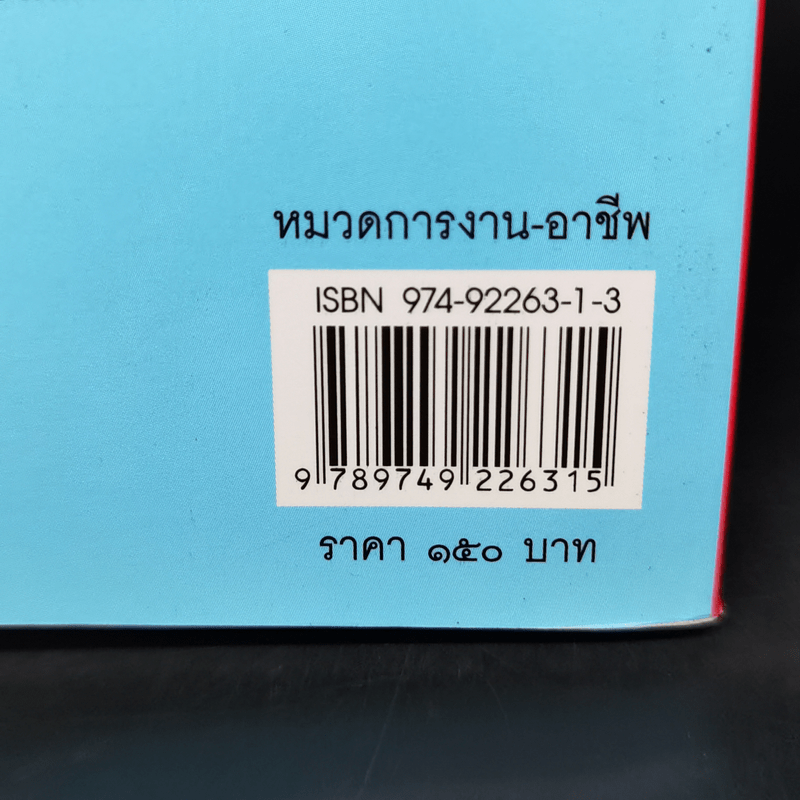 หมวดการงาน-อาชีพ
ISBN 974-92263-1-3
9 789749 226315
ราคา ๑๕๐ บาท